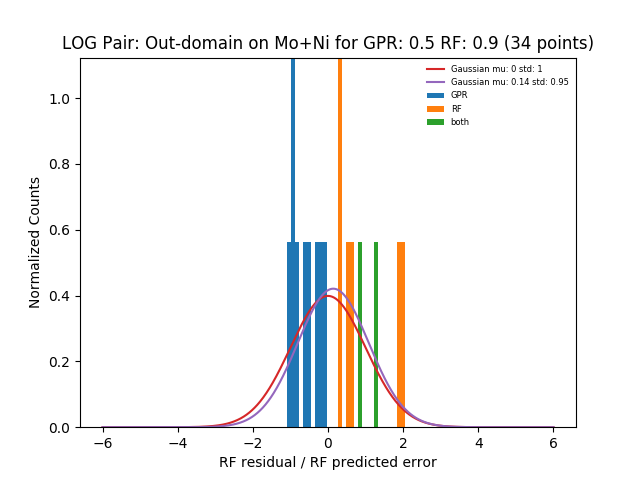 LOG Pair: Out-domain on Mo+Ni for GPR: 0.5 RF: 0.9 (34 points)
Gaussian mu: 0 std: 1
Gaussian mu: 0.14 std: 0.95
GPR
RF
both
Normalized Counts
1.0
0.8
0.6
0.4
0.2
0.0
−6 −4 −2 0 2 4 6
RF residual / RF predicted error